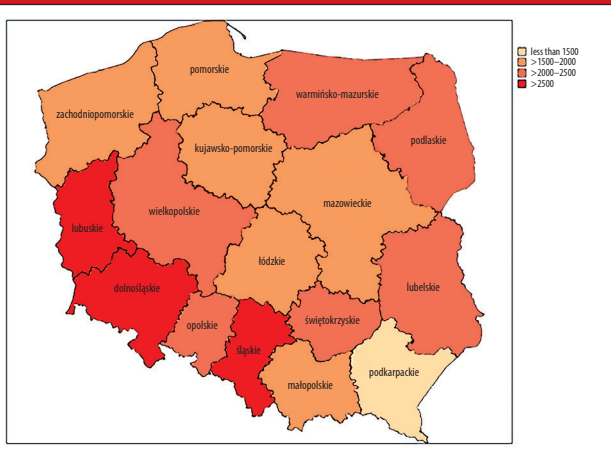 pomorskie
less than 1500
>1500–2000
>2000–2500
>2500
warmińsko-mazurskie
zachodniopomorskie
podlaskie
kujawsko-pomorskie
mazowieckie
wielkopolskie
lubuskie
łódzkie
dolnośląskie
lubelskie
świętokrzyskie
opolskie
śląskie
podkarpackie
małopolskie